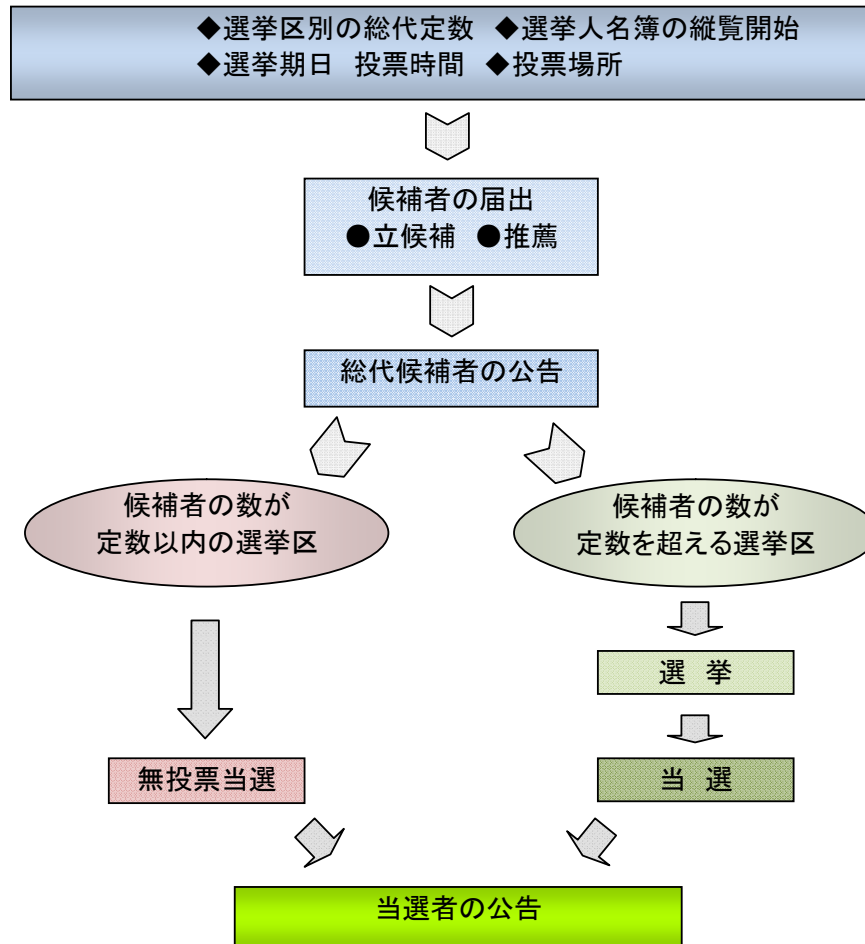 ◆選挙区別の総代定数 ◆選挙人名簿の縦覧開始
◆選挙期日 投票時間 ◆投票場所
候補者の届出
●立候補 ●推薦
総代候補者の公告
候補者の数が
定数以内の選挙区
候補者の数が
定数を超える選挙区
選 挙
無投票当選
当 選
当選者の公告